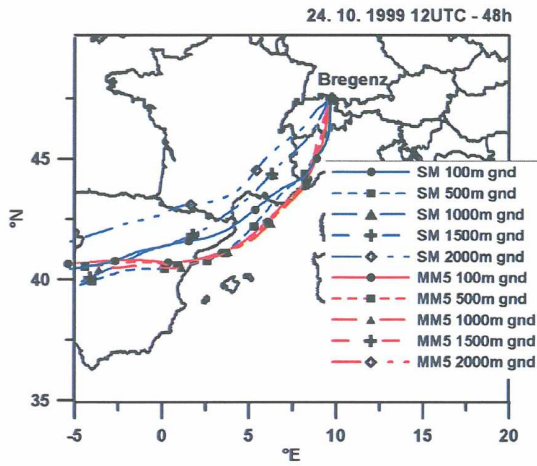 24. 10. 1999 12UTC - 48h
Bregenz
45
40
35
°N
SM 100m gnd
SM 500m gnd
SM 1000m gnd
SM 1500m gnd
SM 2000m gnd
MM5 100m gnd
MM5 500m gnd
MM5 1000m gnd
MM5 1500m gnd
MM5 2000m gnd
-5 0 5 10 15 20
°E